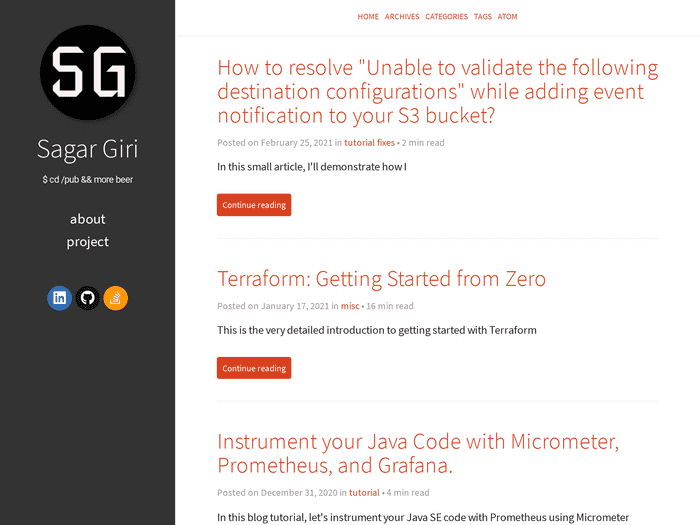 SG
Sagar Giri
$ cd /pub && more beer
about
project
in
HOME ARCHIVES CATEGORIES TAGS ATOM
How to resolve "Unable to validate the following
destination configurations" while adding event
notification to your S3 bucket?
Posted on February 25, 2021 in tutorial fixes • 2 min read
In this small article, I'll demonstrate how I
Continue reading
Terraform: Getting Started from Zero
Posted on January 17, 2021 in misc • 16 min read
This is the very detailed introduction to getting started with Terraform
Continue reading
Instrument your Java Code with Micrometer,
Prometheus, and Grafana.
Posted on December 31, 2020 in tutorial • 4 min read
In this blog tutorial, let's instrument your Java SE code with Prometheus using Micrometer